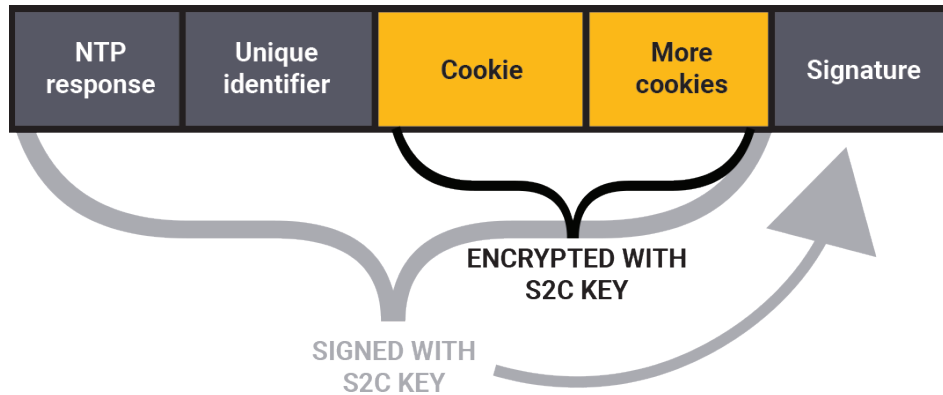 NTP
response
Unique
identifier
Cookie
More
cookies
Signature
ENCRYPTED WITH
S2C KEY
SIGNED WITH
S2C KEY